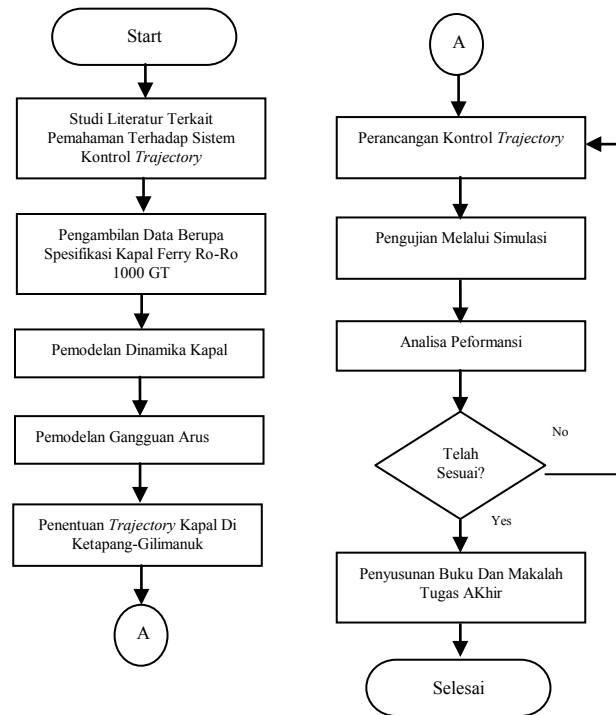 Start
Studi Literatur Terkait
Pemahaman Terhadap Sistem
Kontrol Trajectory
Pengambilan Data Berupa
Spesifikasi Kapal Ferry Ro-Ro
1000 GT
Pemodelan Dinamika Kapal
Pemodelan Gangguan Arus
Penentuan Trajectory Kapal Di
Ketapang-Gilimanuk
A
A
Perancangan Kontrol Trajectory
Pengujian Melalui Simulasi
Analisa Peformansi
Telah
Sesuai?
No
Yes
Penyusunan Buku Dan Makalah
Tugas AKhir
Selesai